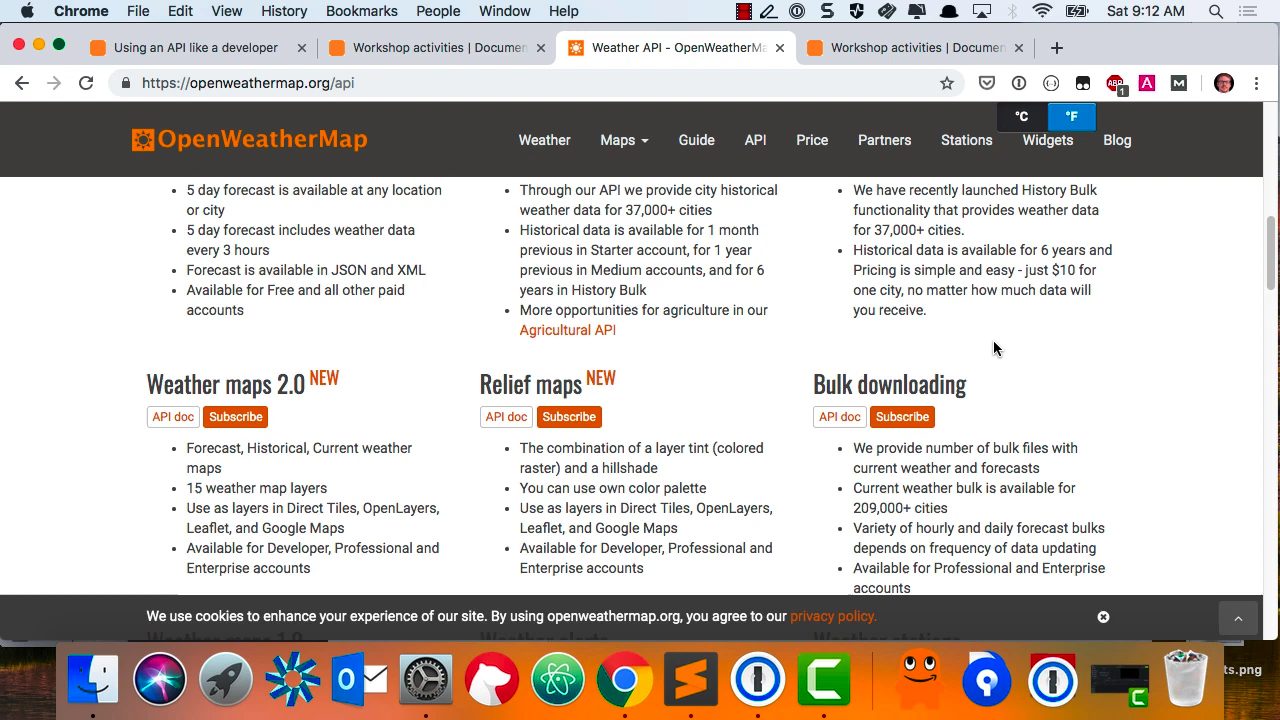 Chrome File Edit View History Bookmarks People Window Help Sat 9:12 AM
Using an API like a developer
Workshop activities | Documen
Weather API - OpenWeatherMa
Workshop activities | Documen
https://openweathermap.org/api
ABP
1
A
M
OpenWeatherMap
Weather Maps Guide API Price Partners Stations Widgets Blog
°C °F
5 day forecast is available at any location
or city
5 day forecast includes weather data
every 3 hours
Forecast is available in JSON and XML
Available for Free and all other paid
accounts
Through our API we provide city historical
weather data for 37,000+ cities
Historical data is available for 1 month
previous in Starter account, for 1 year
previous in Medium accounts, and for 6
years in History Bulk
More opportunities for agriculture in our
Agricultural API
We have recently launched History Bulk
functionality that provides weather data
for 37,000+ cities.
Historical data is available for 6 years and
Pricing is simple and easy - just $10 for
one city, no matter how much data will
you receive.
Weather maps 2.0 NEW
API doc Subscribe
Forecast, Historical, Current weather
maps
15 weather map layers
Use as layers in Direct Tiles, OpenLayers,
Leaflet, and Google Maps
Available for Developer, Professional and
Enterprise accounts
Relief maps NEW
API doc Subscribe
The combination of a layer tint (colored
raster) and a hillshade
You can use own color palette
Use as layers in Direct Tiles, OpenLayers,
Leaflet, and Google Maps
Available for Developer, Professional and
Enterprise accounts
Bulk downloading
API doc Subscribe
We provide number of bulk files with
current weather and forecasts
Current weather bulk is available for
209,000+ cities
Variety of hourly and daily forecast bulks
depends on frequency of data updating
Available for Professional and Enterprise
accounts
We use cookies to enhance your experience of our site. By using openweathermap.org, you agree to our privacy policy.
Weather maps 1.0 Weather alerts Weather stations
ts.png